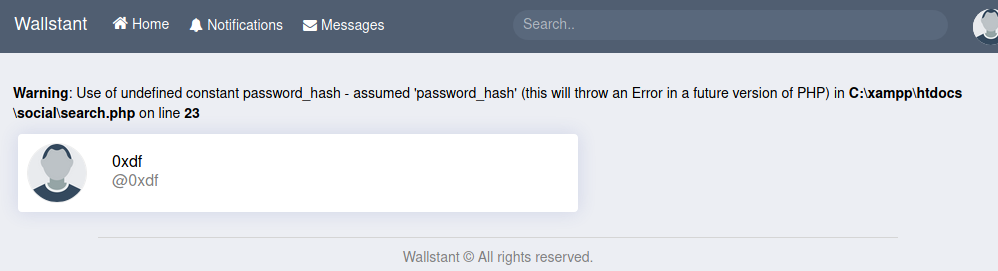 Wallstant Home Notifications Messages Search..
Warning: Use of undefined constant password_hash - assumed 'password_hash' (this will throw an Error in a future version of PHP) in C:\xampp\htdocs
\social\search.php on line 23
0xdf
@0xdf
Wallstant © All rights reserved.